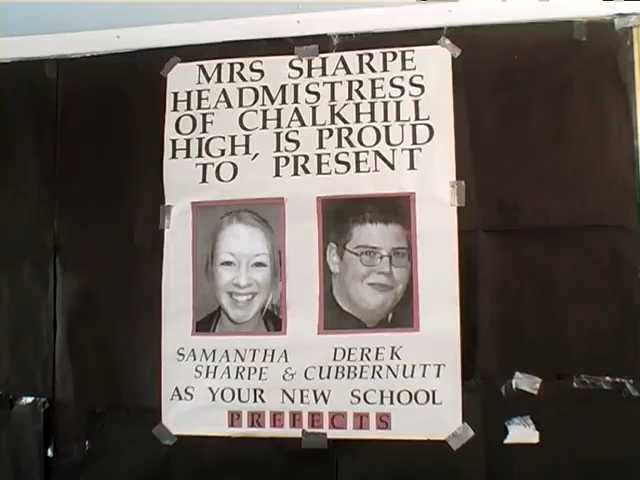 MRS SHARPE
HEADMISTRESS
OF CHALKHILL
HIGH, IS PROUD
TO PRESENT
SAMANTHA DEREK
SHARPE & CUBBERNUTT
AS YOUR NEW SCHOOL
PREFECTS